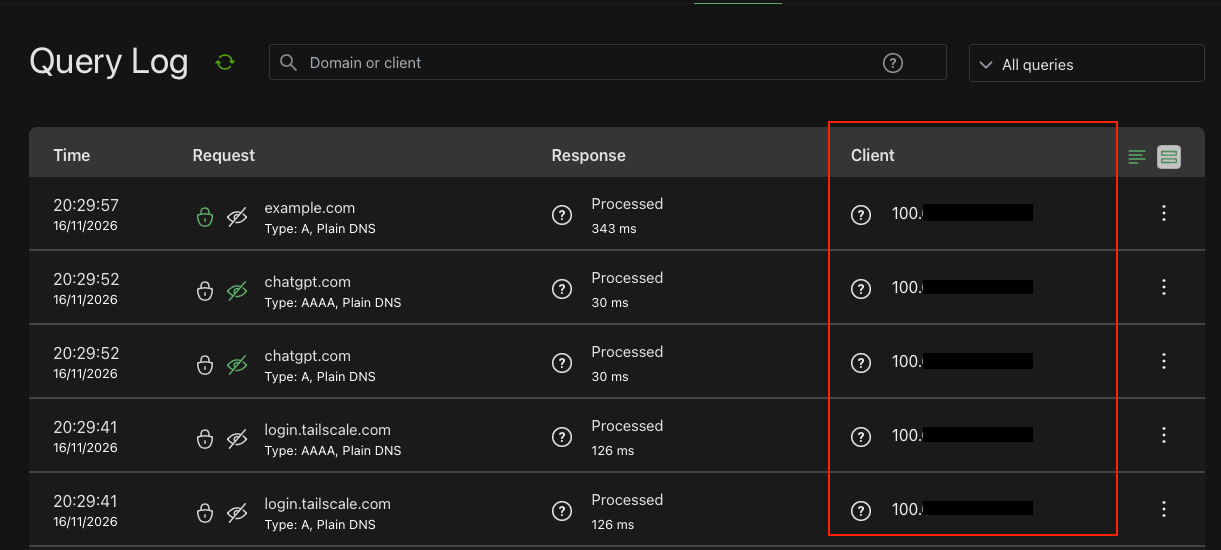 Query Log
Domain or client
All queries
Time Request Response Client
20:29:57 example.com Processed 100.
16/11/2026 Type: A, Plain DNS 343 ms
20:29:52 chatgpt.com Processed 100.
16/11/2026 Type: AAAA, Plain DNS 30 ms
20:29:52 chatgpt.com Processed 100.
16/11/2026 Type: A, Plain DNS 30 ms
20:29:41 login.tailscale.com Processed 100.
16/11/2026 Type: AAAA, Plain DNS 126 ms
20:29:41 login.tailscale.com Processed 100.
16/11/2026 Type: A, Plain DNS 126 ms